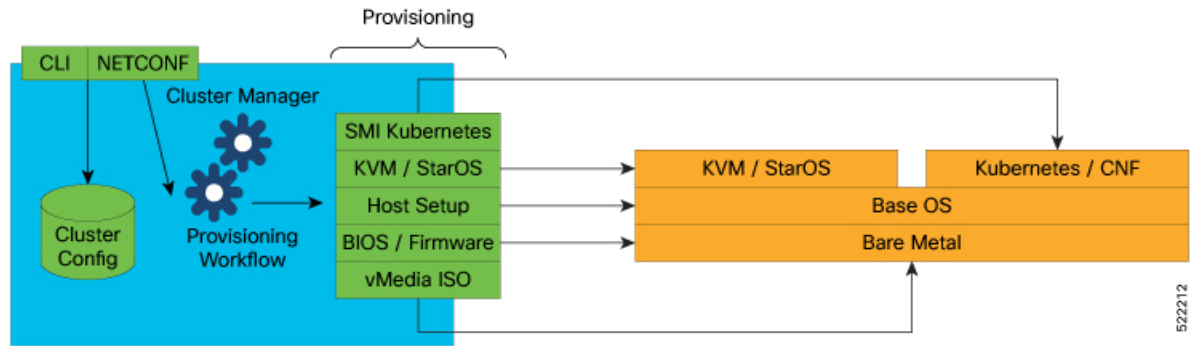 Provisioning
CLI NETCONF
Cluster Manager
SMI Kubernetes
KVM / StarOS
Host Setup
BIOS / Firmware
vMedia ISO
Cluster
Config
Provisioning
Workflow
KVM / StarOS
Kubernetes / CNF
Base OS
Bare Metal
522212